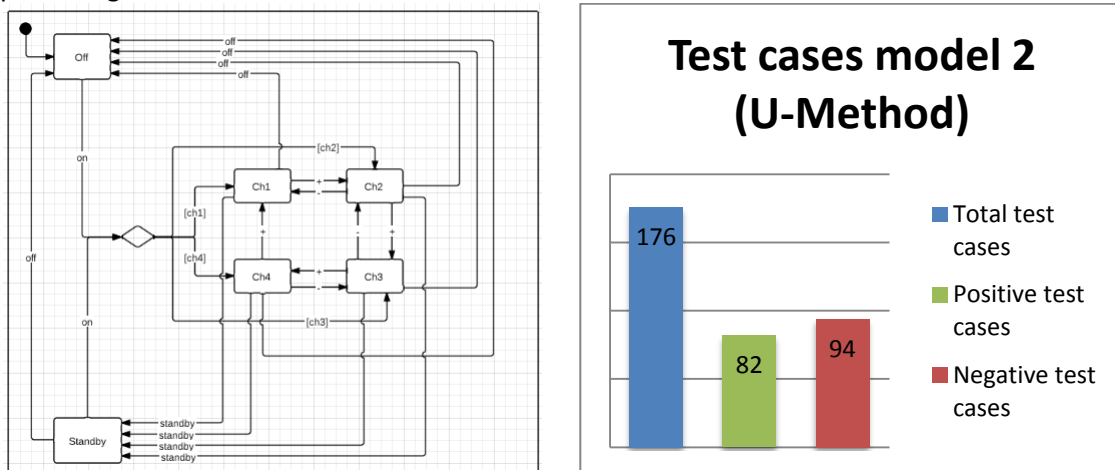 off
off
Off
off
off
on
[ch2]
Ch1
+
-
Ch2
[ch1]
+
-
+
off
[ch4]
Ch4
+
-
Ch3
on
[ch3]
standby
Standby
standby
standby
standby
Test cases model 2
(U-Method)
176
82
94
Total test
cases
Positive test
cases
Negative test
cases